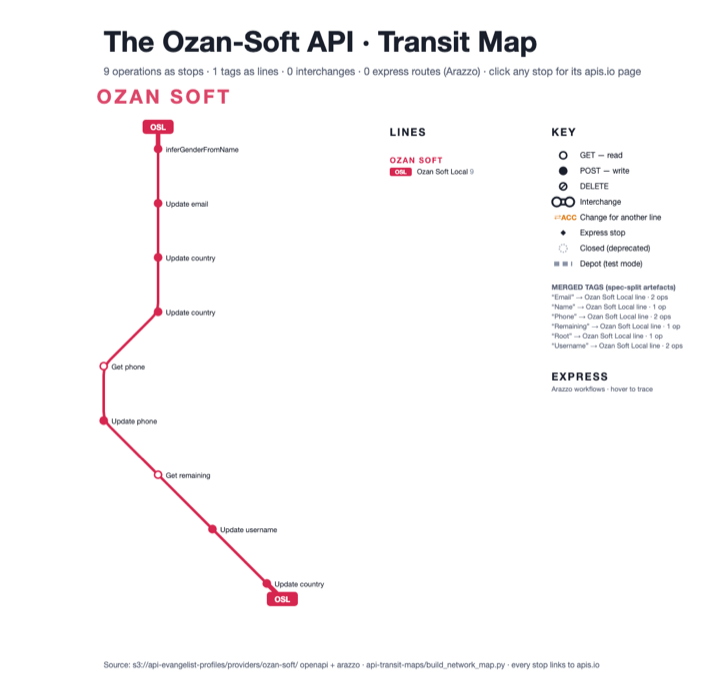 The Ozan-Soft API · Transit Map
9 operations as stops · 1 tags as lines · 0 interchanges · 0 express routes (Arazzo) · click any stop for its apis.io page
OZAN SOFT
OSL
inferGenderFromName
Update email
Update country
Update country
Get phone
Update phone
Get remaining
Update username
Update country
OSL
LINES
OZAN SOFT
OSL Ozan Soft Local 9
KEY
GET — read
POST — write
DELETE
Interchange
⇄ACC Change for another line
Express stop
Closed (deprecated)
Depot (test mode)
MERGED TAGS (spec-split artefacts)
"Email" → Ozan Soft Local line · 2 ops
"Name" → Ozan Soft Local line · 1 op
"Phone" → Ozan Soft Local line · 2 ops
"Remaining" → Ozan Soft Local line · 1 op
"Root" → Ozan Soft Local line · 1 op
"Username" → Ozan Soft Local line · 2 ops
EXPRESS
Arazzo workflows · hover to trace
Source: s3://api-evangelist-profiles/providers/ozan-soft/ openapi + arazzo · api-transit-maps/build_network_map.py · every stop links to apis.io